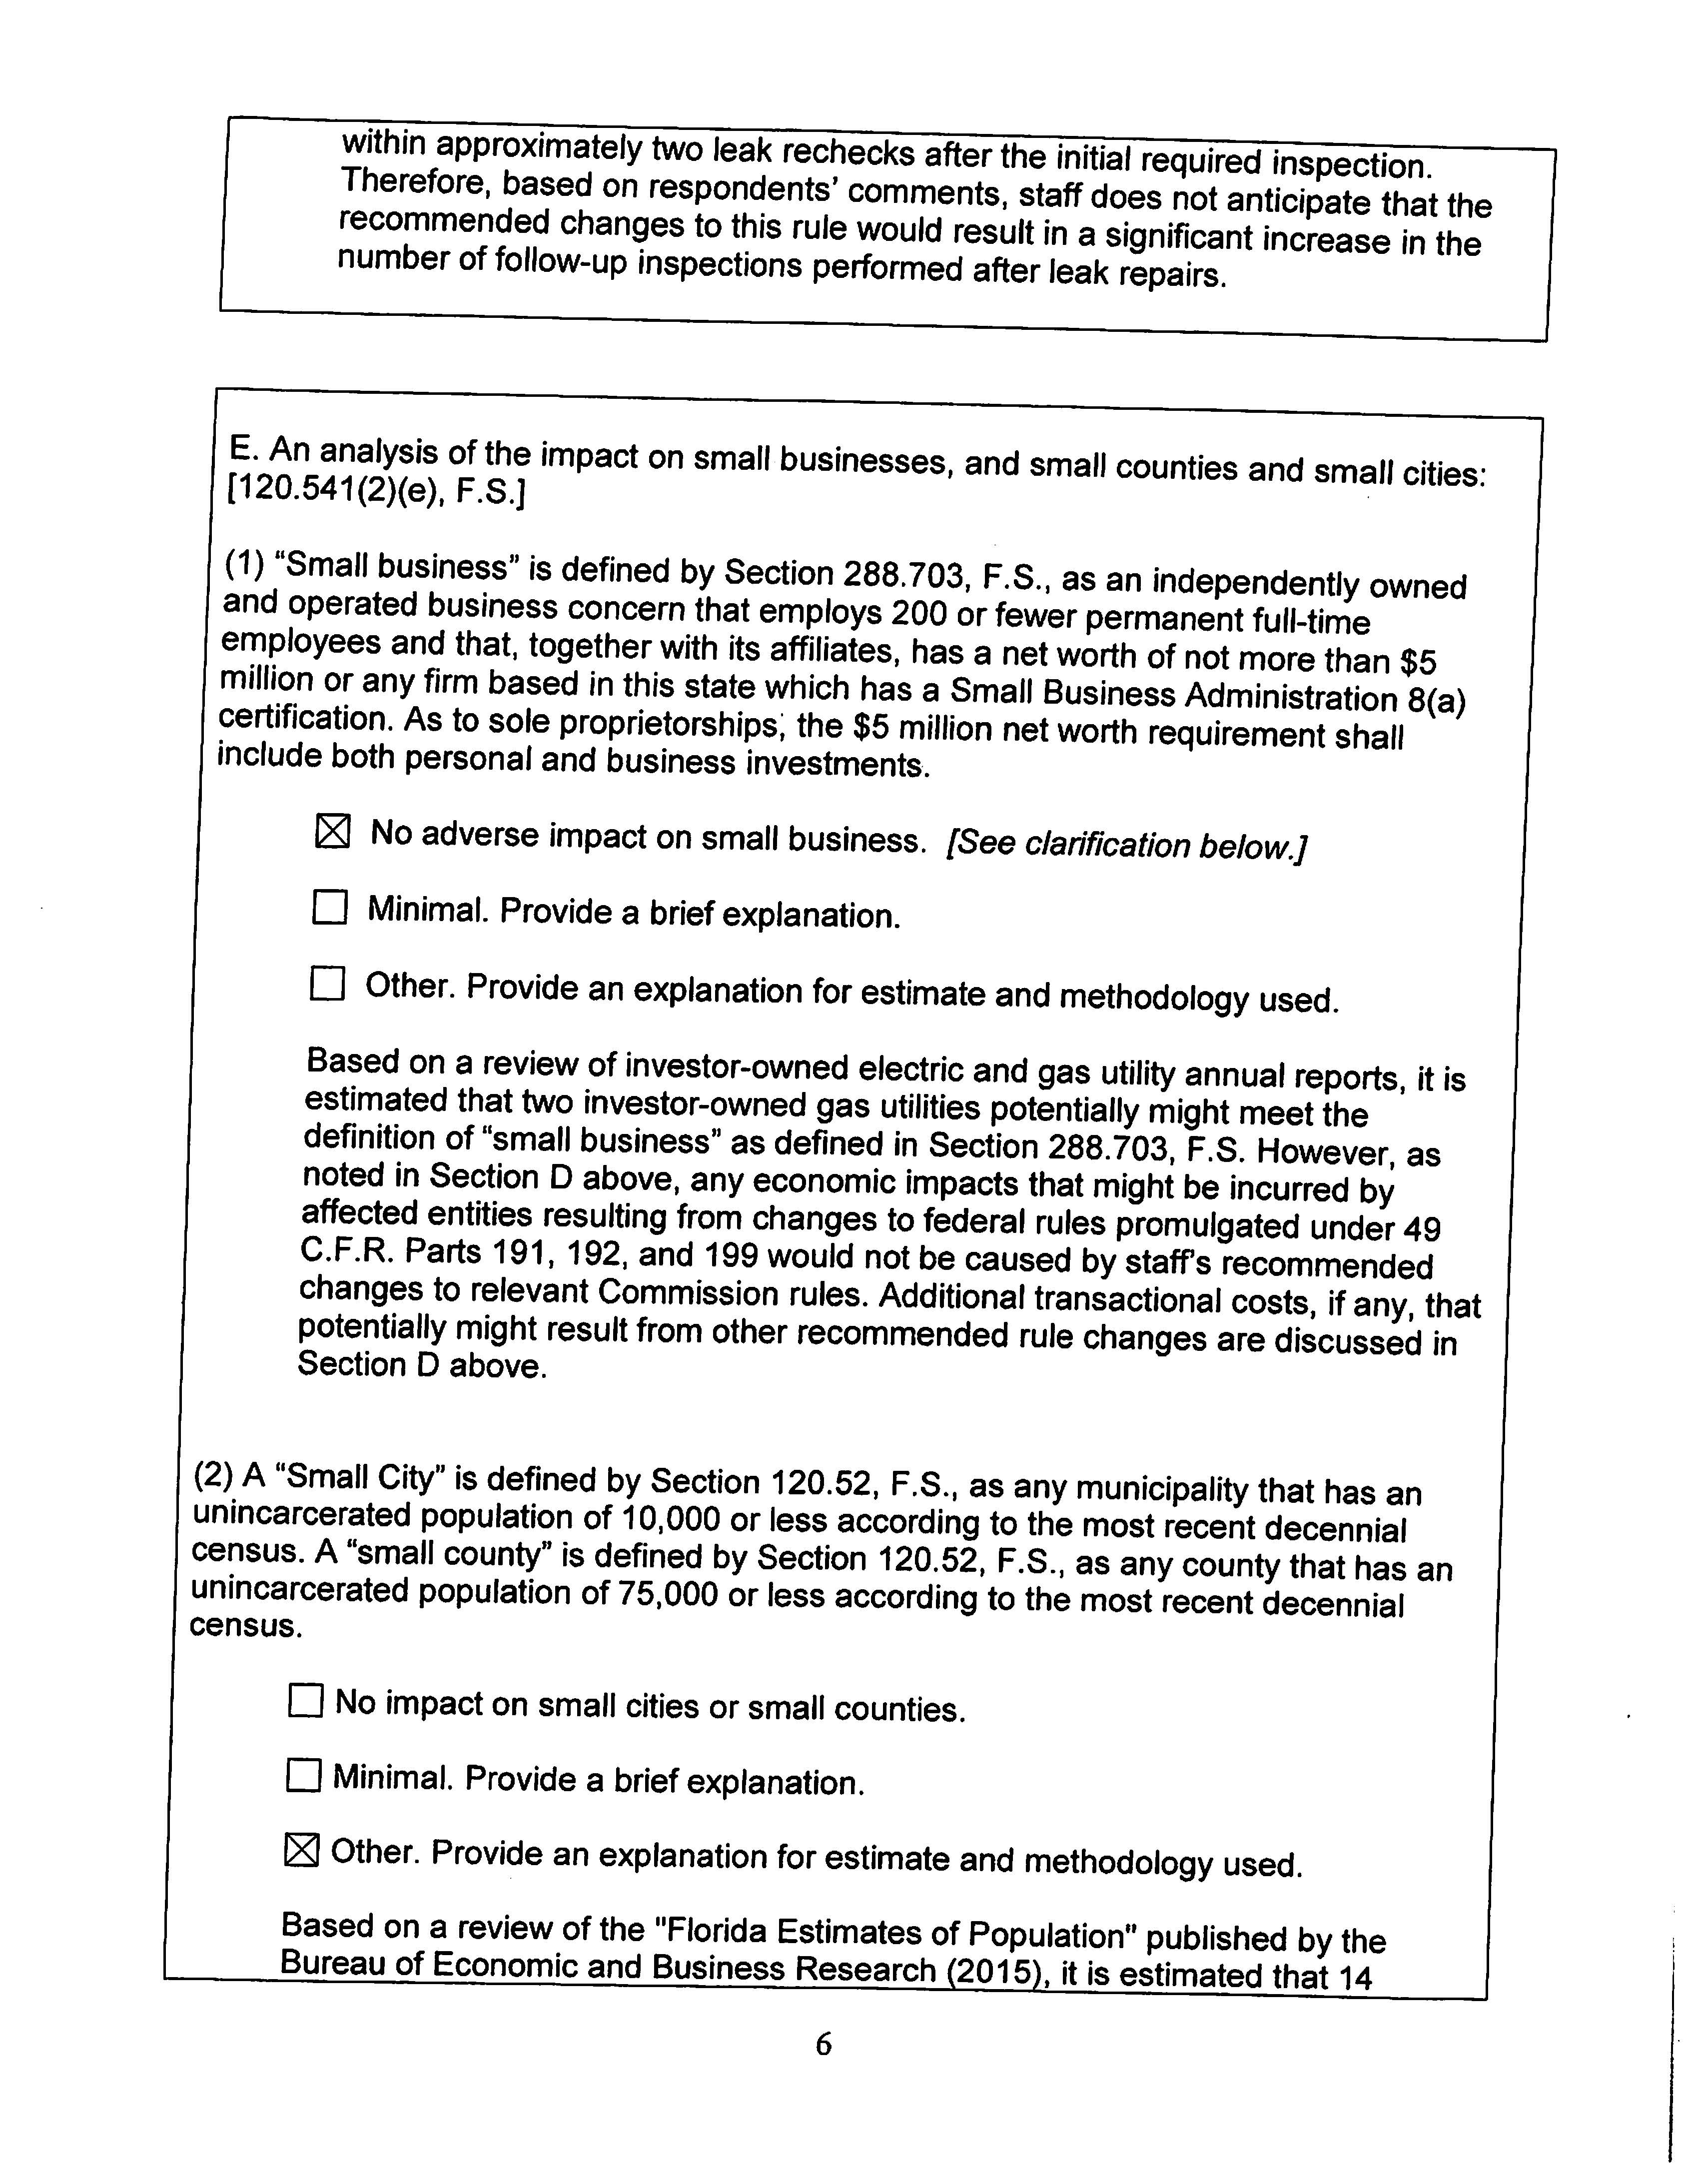 within approximately two leak rechecks after the initial required inspection.
Therefore, based on respondents' comments, staff does not anticipate that the
recommended changes to this rule would result in a significant increase in the
number of follow-up inspections performed after leak repairs.
E. An analysis of the impact on small businesses, and small counties and small cities:
[120.541(2)(e), F.S.]
(1) “Small business” is defined by Section 288.703, F.S., as an independently owned
and operated business concern that employs 200 or fewer permanent full-time
employees and that, together with its affiliates, has a net worth of not more than $5
million or any firm based in this state which has a Small Business Administration 8(a)
certification. As to sole proprietorships, the $5 million net worth requirement shall
include both personal and business investments.
☒ No adverse impact on small business. [See clarification below.]
☐ Minimal. Provide a brief explanation.
☐ Other. Provide an explanation for estimate and methodology used.
Based on a review of investor-owned electric and gas utility annual reports, it is
estimated that two investor-owned gas utilities potentially might meet the
definition of “small business” as defined in Section 288.703, F.S. However, as
noted in Section D above, any economic impacts that might be incurred by
affected entities resulting from changes to federal rules promulgated under 49
C.F.R. Parts 191, 192, and 199 would not be caused by staff's recommended
changes to relevant Commission rules. Additional transactional costs, if any, that
potentially might result from other recommended rule changes are discussed in
Section D above.
(2) A “Small City” is defined by Section 120.52, F.S., as any municipality that has an
unincarcerated population of 10,000 or less according to the most recent decennial
census. A “small county” is defined by Section 120.52, F.S., as any county that has an
unincarcerated population of 75,000 or less according to the most recent decennial
census.
☐ No impact on small cities or small counties.
☐ Minimal. Provide a brief explanation.
☒ Other. Provide an explanation for estimate and methodology used.
Based on a review of the "Florida Estimates of Population" published by the
Bureau of Economic and Business Research (2015), it is estimated that 14
6